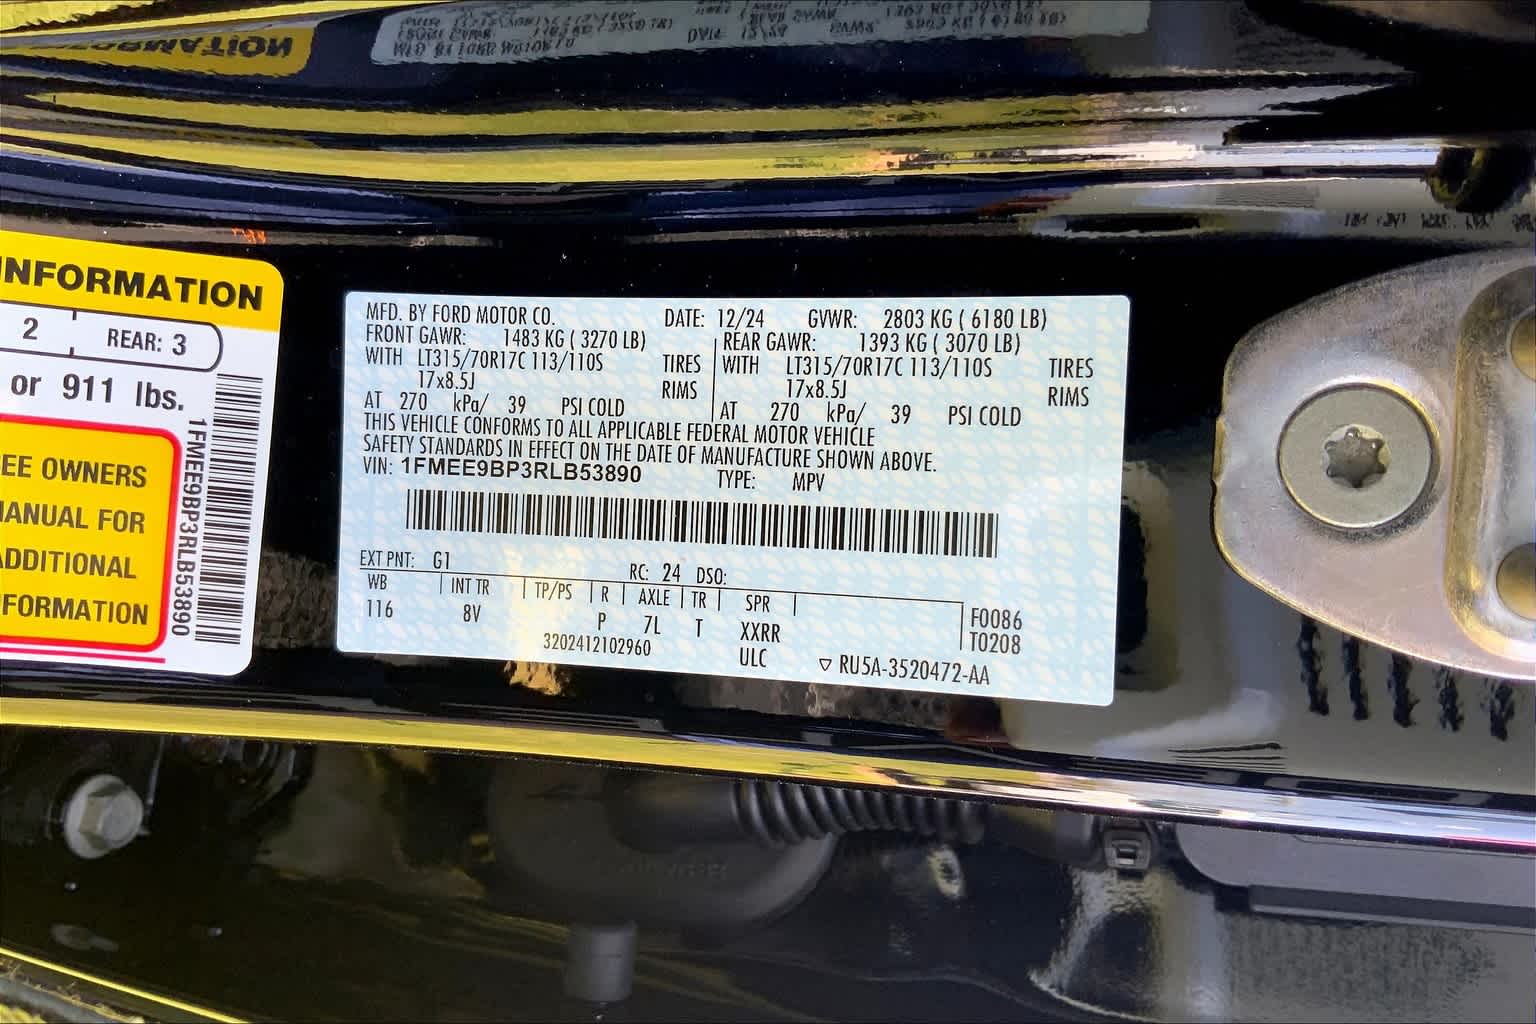 INFORMATION
2 REAR: 3
or 911 lbs.
EE OWNERS
MANUAL FOR
ADDITIONAL
FORMATION
1FMEE9BP3RLB53890
MFD. BY FORD MOTOR CO. DATE: 12/24 GVWR: 2803 KG ( 6180 LB)
FRONT GAWR: 1483 KG ( 3270 LB) REAR GAWR: 1393 KG ( 3070 LB)
WITH LT315/70R17C 113/110S TIRES WITH LT315/70R17C 113/110S TIRES
17x8.5J RIMS 17x8.5J RIMS
AT 270 kPa/ 39 PSI COLD AT 270 kPa/ 39 PSI COLD
THIS VEHICLE CONFORMS TO ALL APPLICABLE FEDERAL MOTOR VEHICLE
SAFETY STANDARDS IN EFFECT ON THE DATE OF MANUFACTURE SHOWN ABOVE.
VIN: 1FMEE9BP3RLB53890 TYPE: MPV
EXT PNT: G1 RC: 24 DSO:
WB INT TR TP/PS R AXLE TR SPR
116 8V P 7L T XXRR
F0086
T0208
3202412102960 ULC ▽ RU5A-3520472-AA